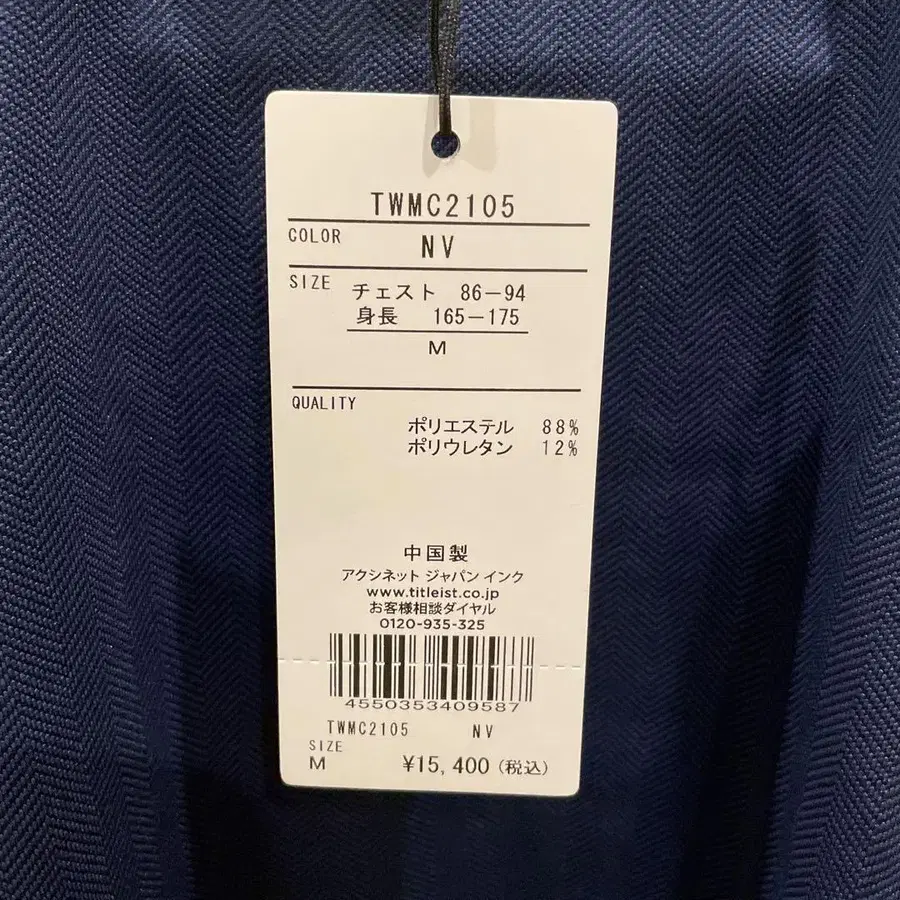 TWMC2105
COLOR NV
SIZE チェスト 86－94
身長 165－175
M
QUALITY
ポリエステル 88%
ポリウレタン 12%
中国製
アクシネット ジャパン インク
www.titleist.co.jp
お客様相談ダイヤル
0120-935-325
4550353409587
TWMC2105 NV
SIZE
M ¥15,400(税込)